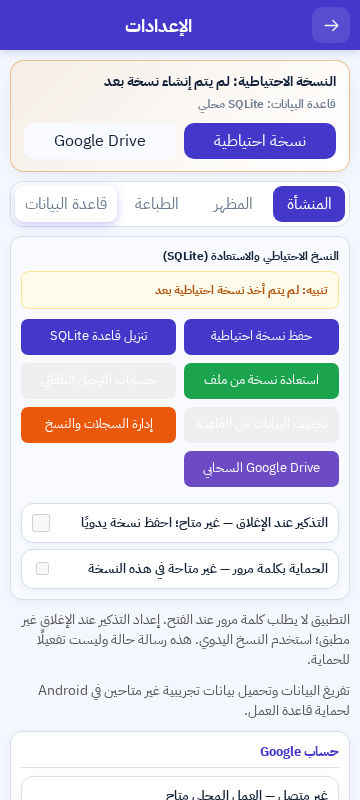 الإعدادات
النسخة الاحتياطية: لم يتم إنشاء نسخة بعد
قاعدة البيانات: SQLite محلي
نسخة احتياطية
Google Drive
المنشأة
المظهر
الطباعة
قاعدة البيانات
النسخ الاحتياطي والاستعادة (SQLite)
تنبيه: لم يتم أخذ نسخة احتياطية بعد
حفظ نسخة احتياطية
تنزيل قاعدة SQLite
استعادة نسخة من ملف
حسابات الترحيل التلقائي
تحديث البيانات من القاعدة
إدارة السجلات والنسخ
Google Drive السحابي
التذكير عند الإغلاق — غير متاح؛ احفظ نسخة يدويًا
الحماية بكلمة مرور — غير متاحة في هذه النسخة
التطبيق لا يطلب كلمة مرور عند الفتح. إعداد التذكير عند الإغلاق غير
مطبق؛ استخدم النسخ اليدوي. هذه رسالة حالة وليست تفعيلًا
للحماية.
تفريغ البيانات وتحميل بيانات تجريبية غير متاحين في Android
لحماية قاعدة العمل.
حساب Google
غير متصل — العمل المحلي متاح